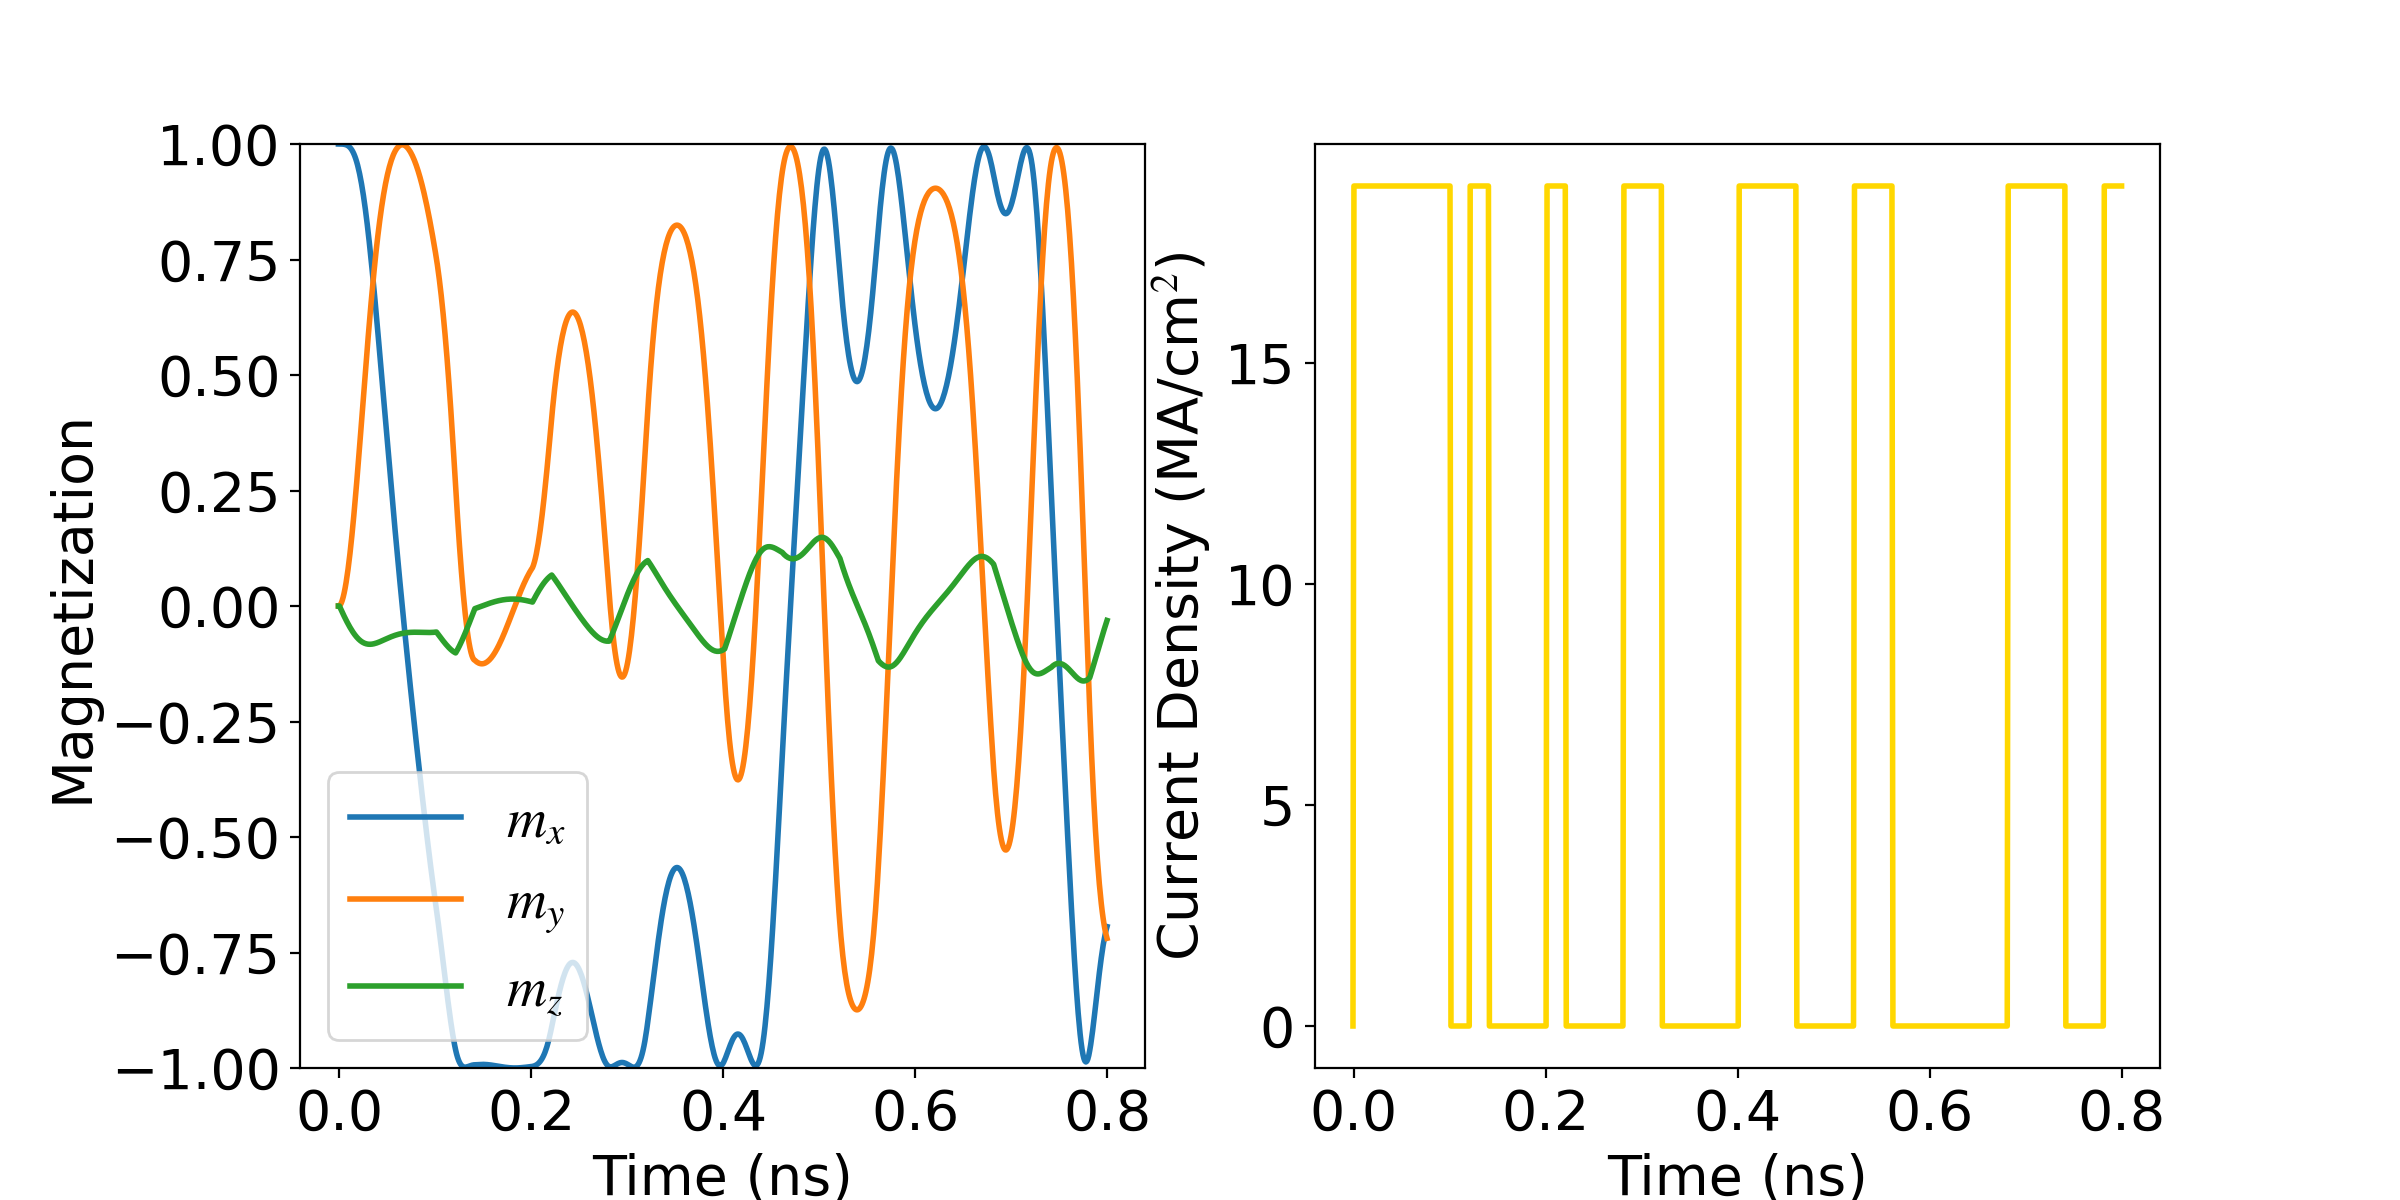 1.00
0.75
0.50
0.25
0.00
−0.25
−0.50
−0.75
−1.00
Magnetization
m_x
m_y
m_z
0.0 0.2 0.4 0.6 0.8
Time (ns)
Current Density (MA/cm²)
15
10
5
0
0.0 0.2 0.4 0.6 0.8
Time (ns)